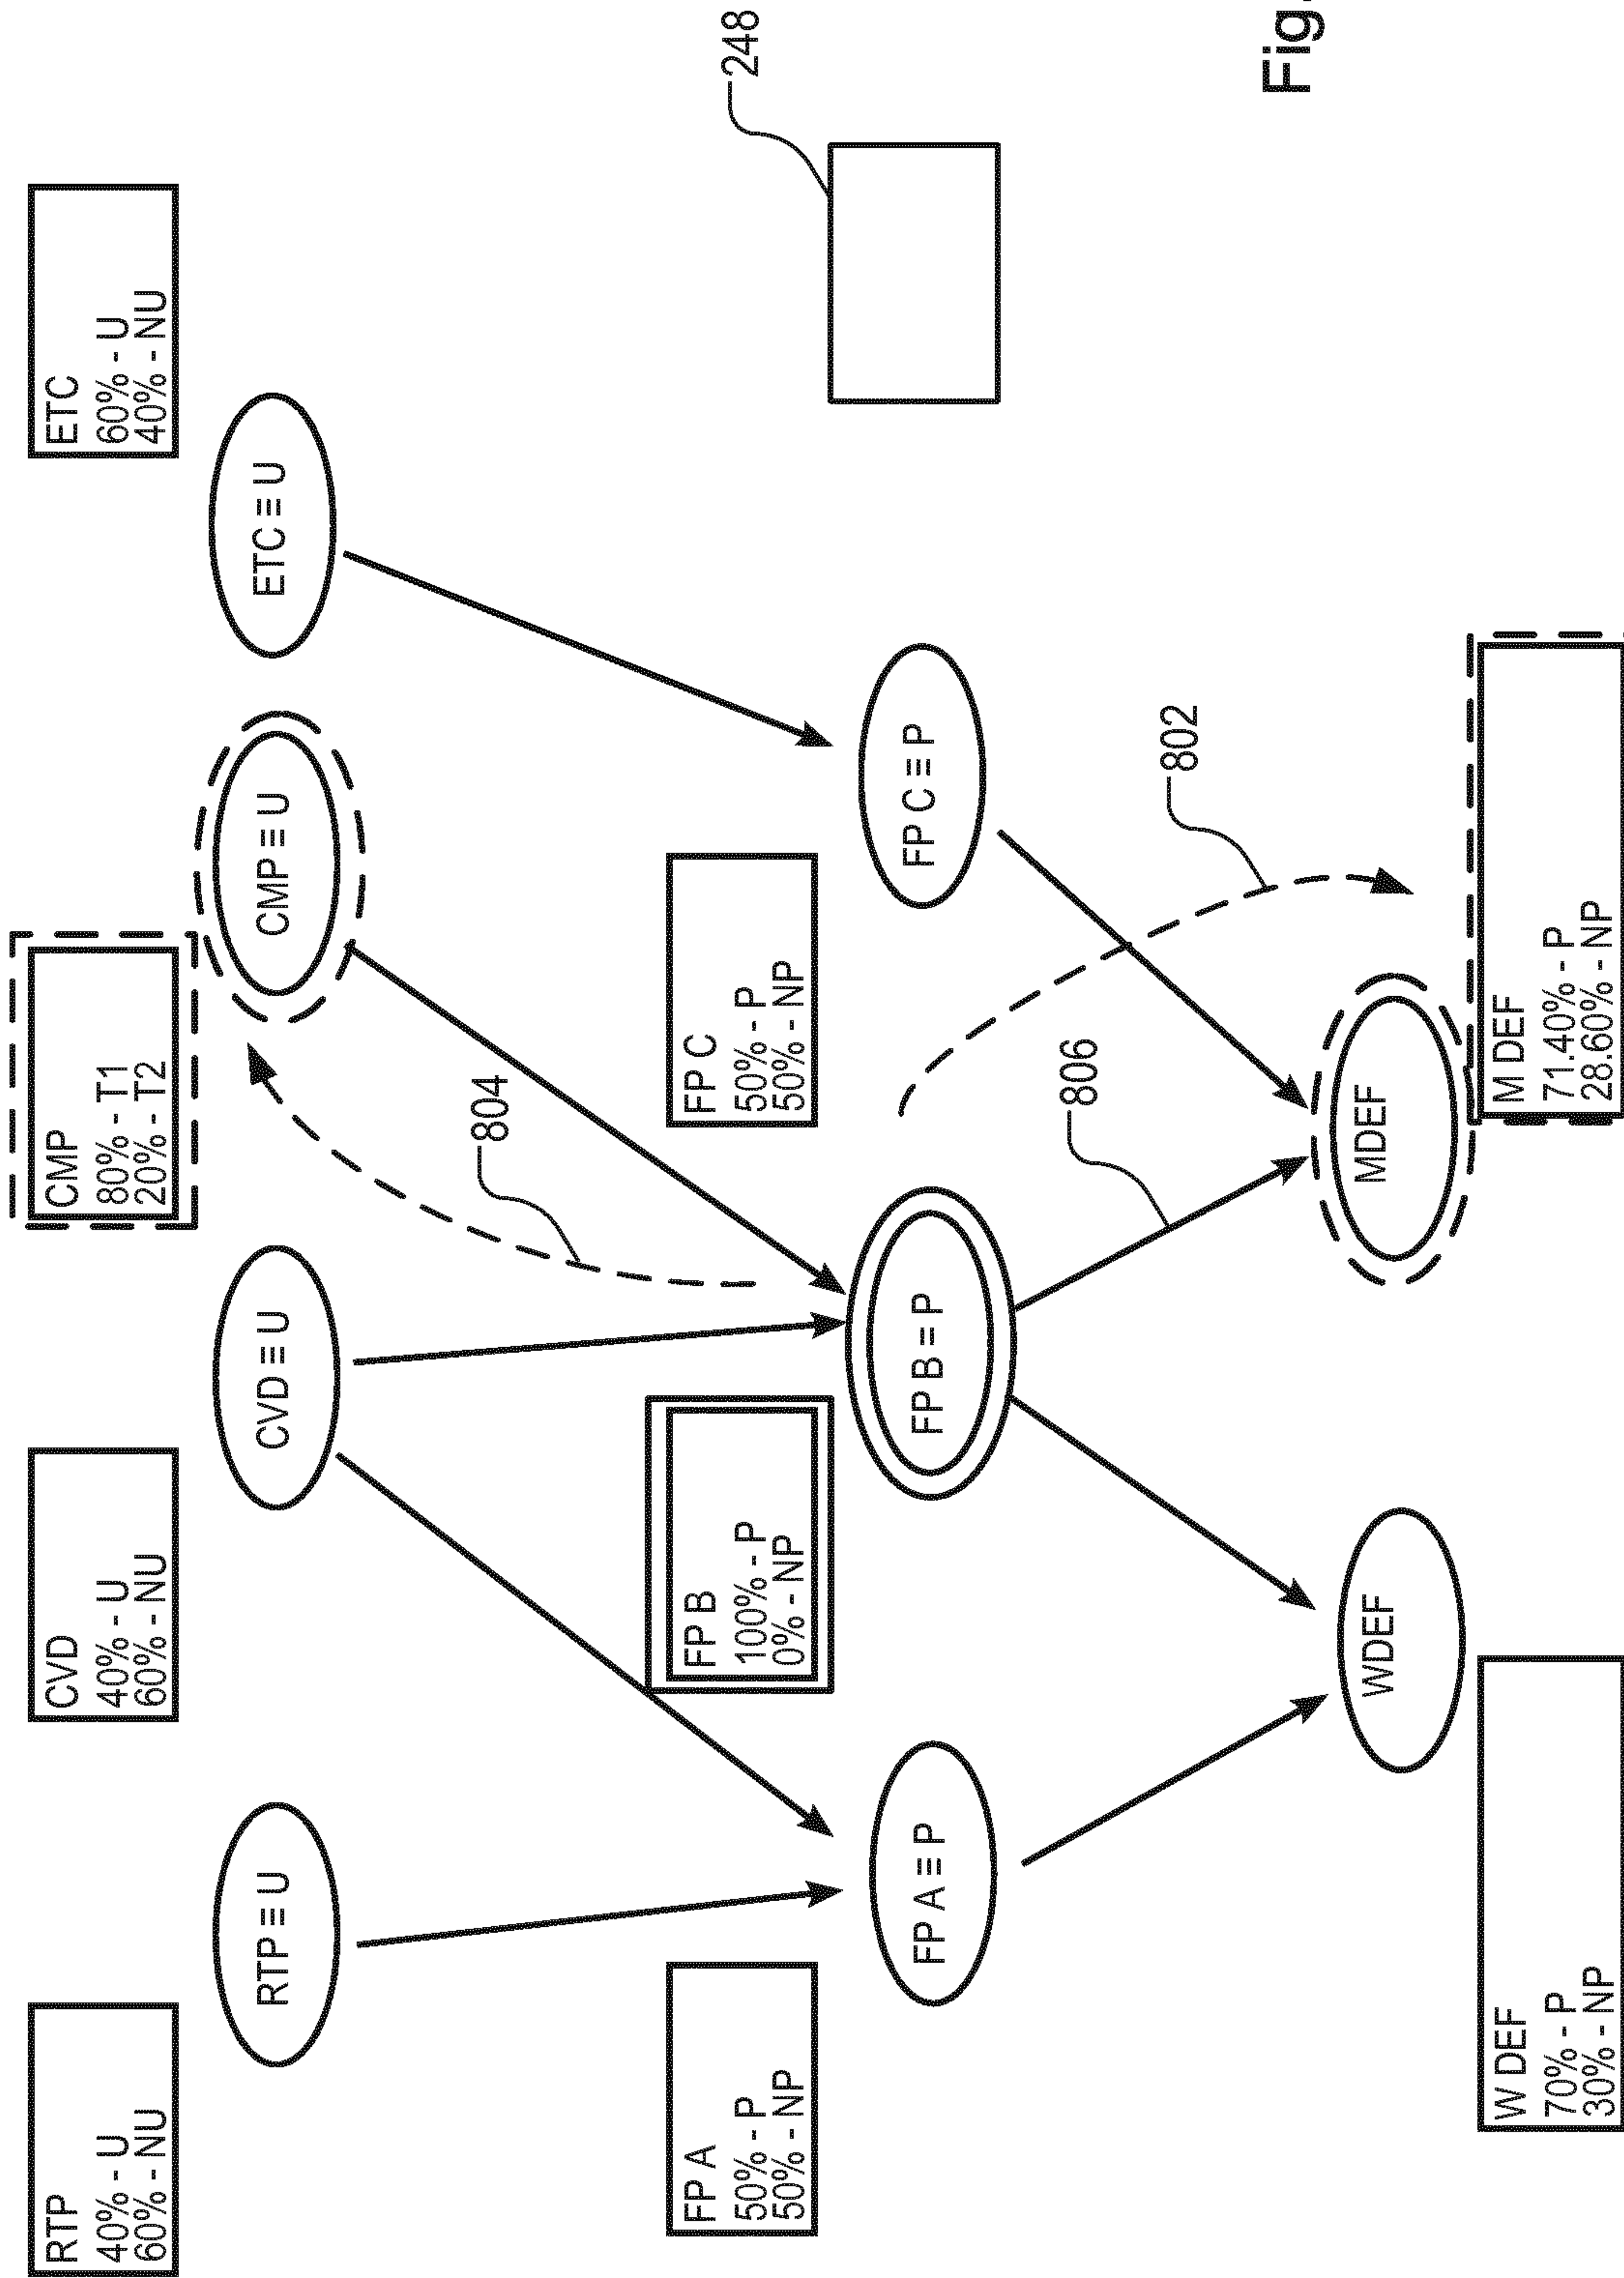 RTP
40% - U
60% - NU
CVD
40% - U
60% - NU
CMP
80% - T1
20% - T2
ETC
60% - U
40% - NU
RTP ≡ U
CVD ≡ U
CMP ≡ U
ETC ≡ U
804
FP A
50% - P
50% - NP
FP B
100% - P
0% - NP
FP C
50% - P
50% - NP
248
FP A ≡ P
FP B = P
FP C ≡ P
806
802
WDEF
MDEF
W DEF
70% - P
30% - NP
M DEF
71.40% - P
28.60% - NP
Fig.